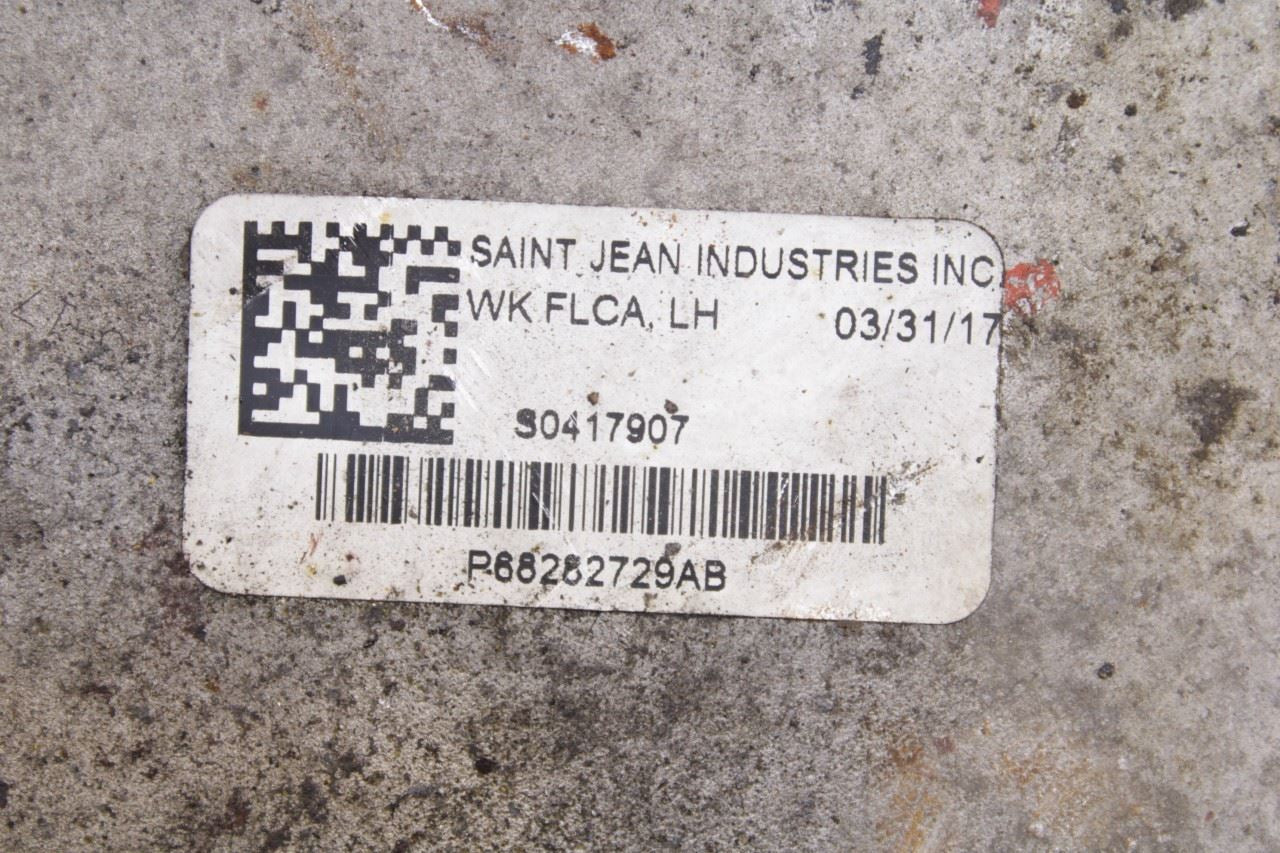 SAINT JEAN INDUSTRIES INC.
WK FLCA, LH 03/31/17
S0417907
P68282729AB